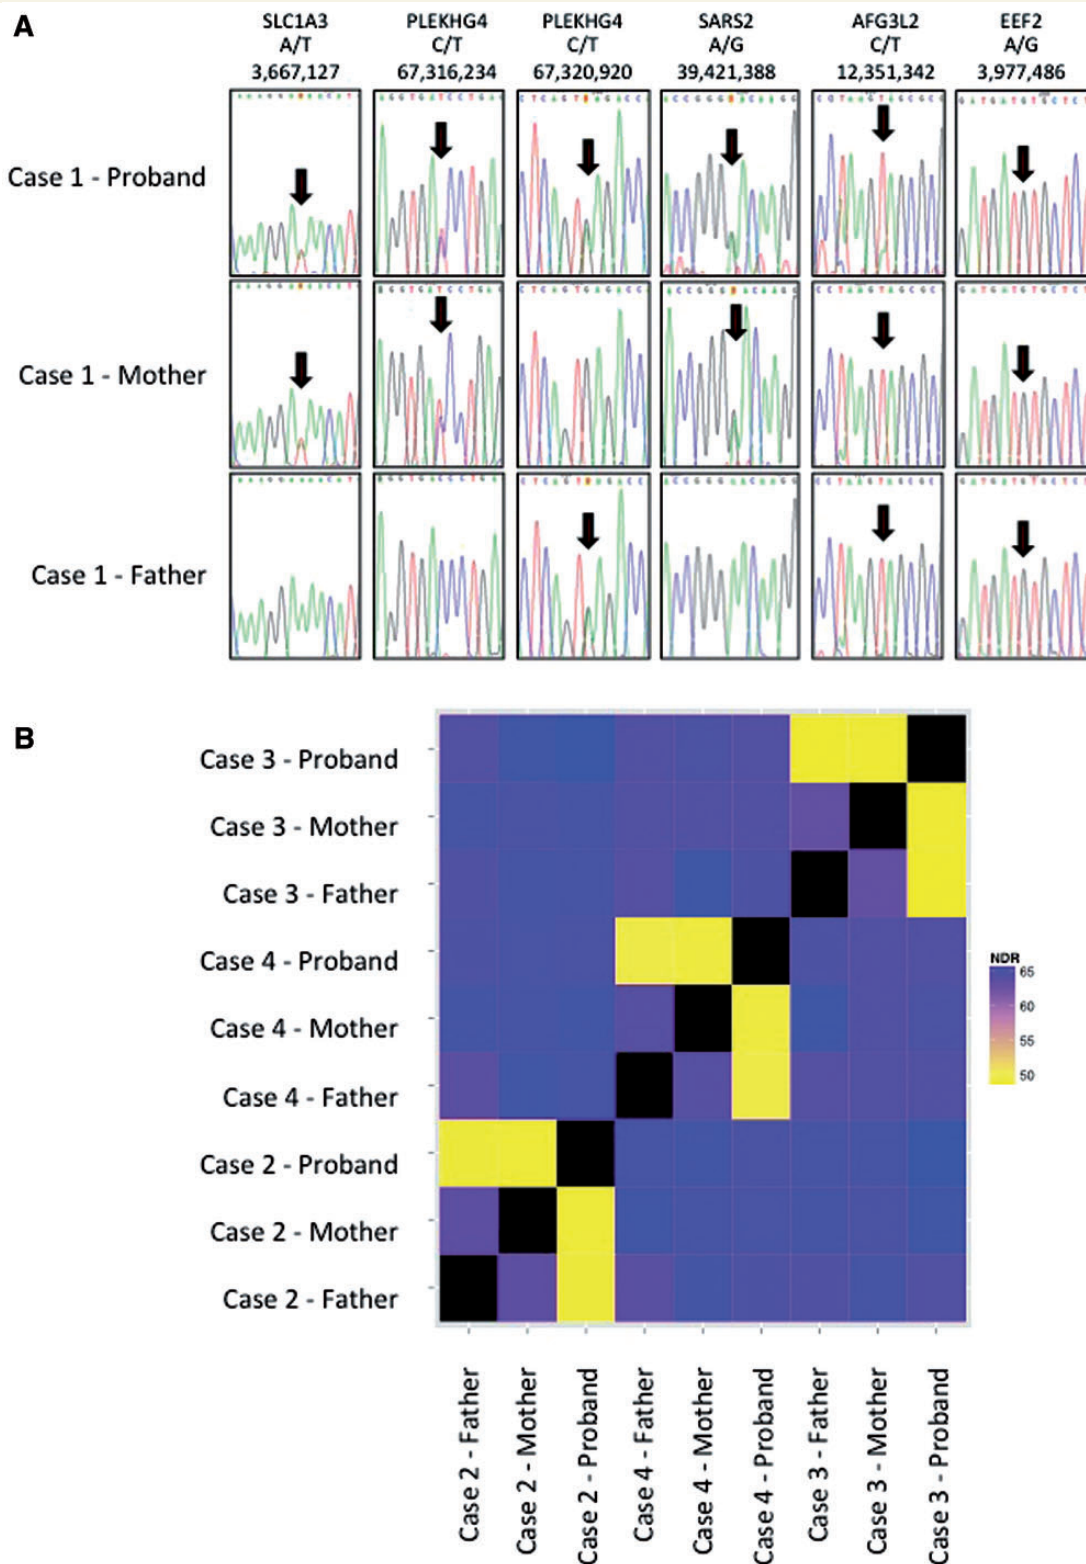 A
SLC1A3 PLEKHG4 PLEKHG4 SARS2 AFG3L2 EEF2
A/T C/T C/T A/G C/T A/G
3,667,127 67,316,234 67,320,920 39,421,388 12,351,342 3,977,486
Case 1 - Proband
Case 1 - Mother
Case 1 - Father
B
Case 3 - Proband
Case 3 - Mother
Case 3 - Father
Case 4 - Proband
Case 4 - Mother
Case 4 - Father
Case 2 - Proband
Case 2 - Mother
Case 2 - Father
NDR
65
60
55
50
Case 2 - Father
Case 2 - Mother
Case 2 - Proband
Case 4 - Father
Case 4 - Mother
Case 4 - Proband
Case 3 - Father
Case 3 - Mother
Case 3 - Proband